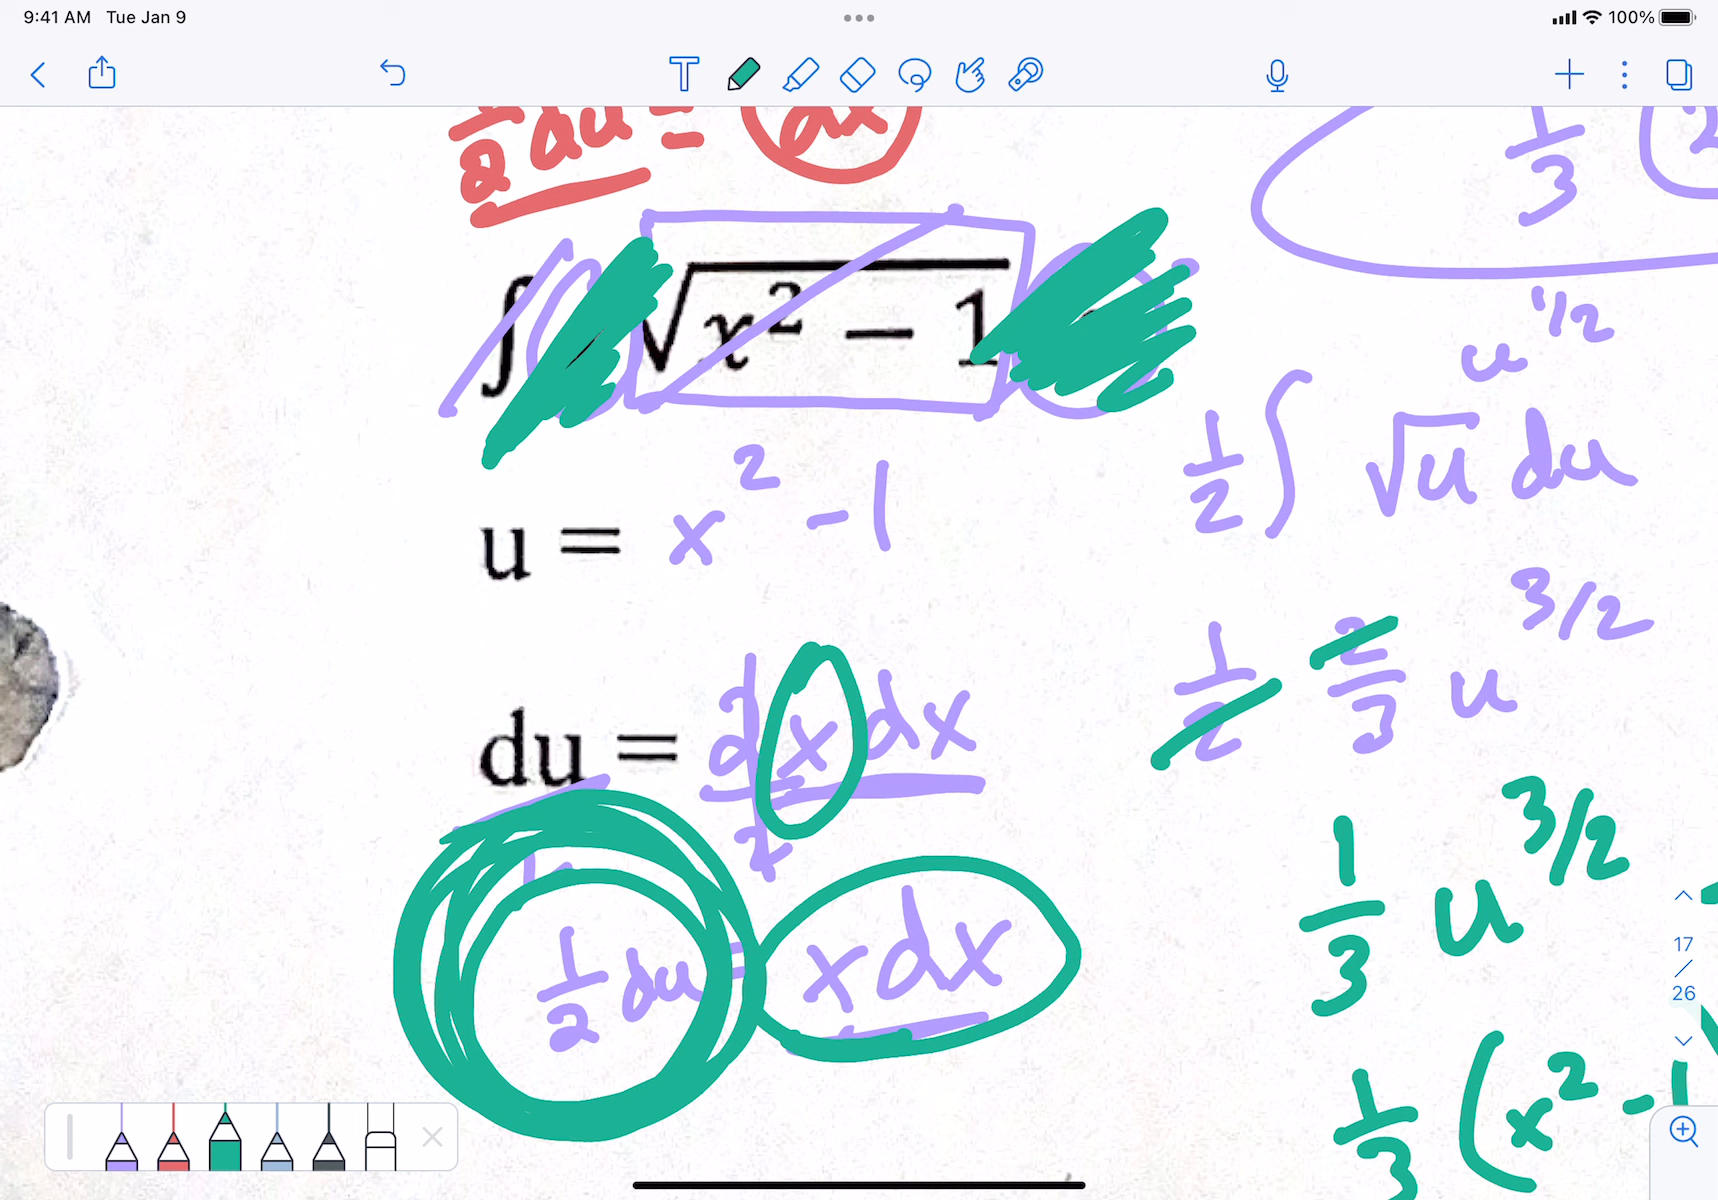 9:41 AM Tue Jan 9
100%
1/2 du = dx
1/3
∫ √x² − 1
u = x² - 1
du = 2x dx
2
1/2 du = x dx
u^1/2
1/2 ∫ √u du
1/2 2/3 u^3/2
1/3 u^3/2
1/3 (x² - 1
17
/
26